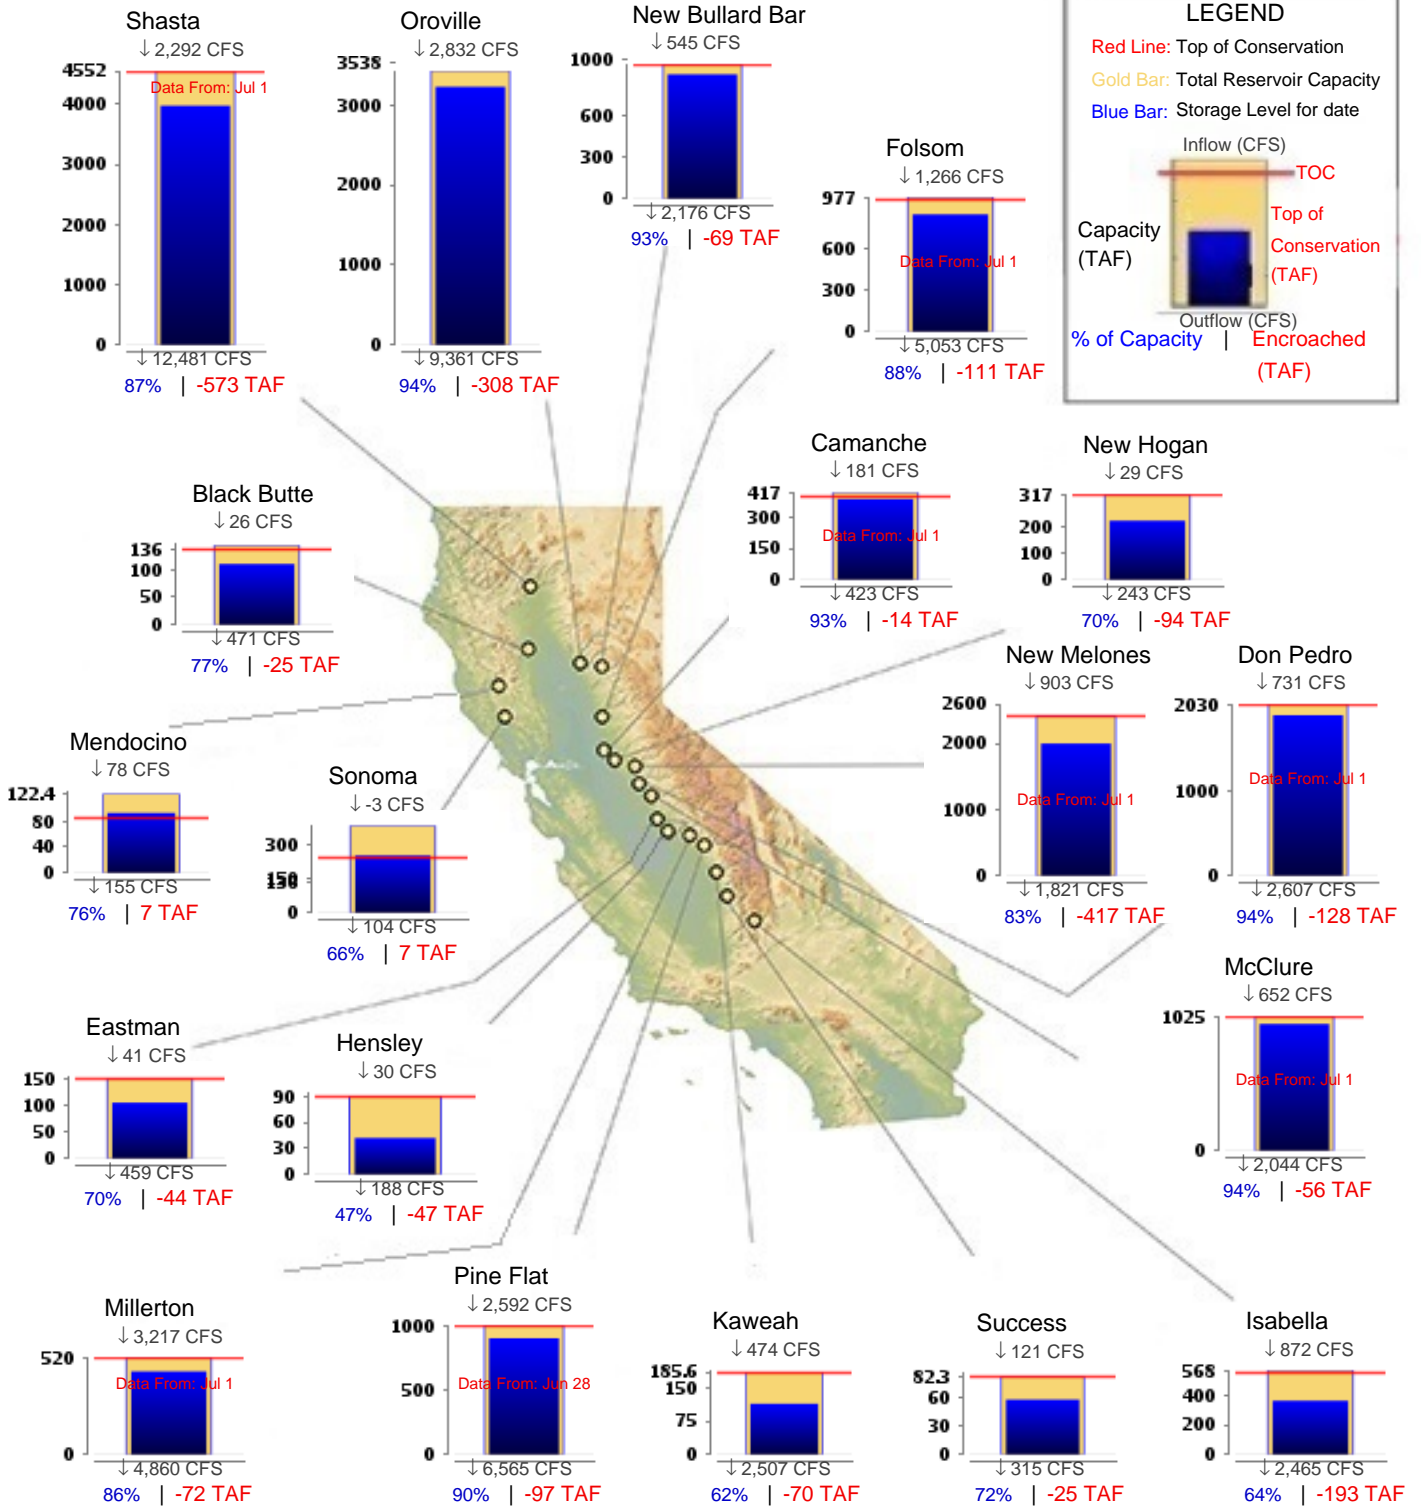 Shasta
↓ 2,292 CFS
4552
4000
3000
2000
1000
0
Data From: Jul 1
↓ 12,481 CFS
87% | -573 TAF
Oroville
↓ 2,832 CFS
3538
3000
2000
1000
0
↓ 9,361 CFS
94% | -308 TAF
New Bullard Bar
↓ 545 CFS
1000
600
300
0
↓ 2,176 CFS
93% | -69 TAF
Folsom
↓ 1,266 CFS
977
600
300
0
Data From: Jul 1
↓ 5,053 CFS
88% | -111 TAF
LEGEND
Red Line: Top of Conservation
Gold Bar: Total Reservoir Capacity
Blue Bar: Storage Level for date
Inflow (CFS)
TOC
Capacity
(TAF)
Top of
Conservation
(TAF)
Outflow (CFS)
% of Capacity | Encroached
(TAF)
Black Butte
↓ 26 CFS
136
100
50
0
↓ 471 CFS
77% | -25 TAF
Camanche
↓ 181 CFS
417
300
150
0
Data From: Jul 1
↓ 423 CFS
93% | -14 TAF
New Hogan
↓ 29 CFS
317
200
100
0
↓ 243 CFS
70% | -94 TAF
New Melones
↓ 903 CFS
2600
2000
1000
0
Data From: Jul 1
↓ 1,821 CFS
83% | -417 TAF
Don Pedro
↓ 731 CFS
2030
1000
0
Data From: Jul 1
↓ 2,607 CFS
94% | -128 TAF
Mendocino
↓ 78 CFS
122.4
80
40
0
↓ 155 CFS
76% | 7 TAF
Sonoma
↓ -3 CFS
300
150
130
0
↓ 104 CFS
66% | 7 TAF
McClure
↓ 652 CFS
1025
0
Data From: Jul 1
↓ 2,044 CFS
94% | -56 TAF
Eastman
↓ 41 CFS
150
100
50
0
↓ 459 CFS
70% | -44 TAF
Hensley
↓ 30 CFS
90
60
30
0
↓ 188 CFS
47% | -47 TAF
Millerton
↓ 3,217 CFS
520
0
Data From: Jul 1
↓ 4,860 CFS
86% | -72 TAF
Pine Flat
↓ 2,592 CFS
1000
500
0
Data From: Jun 28
↓ 6,565 CFS
90% | -97 TAF
Kaweah
↓ 474 CFS
185.6
150
75
0
↓ 2,507 CFS
62% | -70 TAF
Success
↓ 121 CFS
82.3
60
30
0
↓ 315 CFS
72% | -25 TAF
Isabella
↓ 872 CFS
568
400
200
0
↓ 2,465 CFS
64% | -193 TAF